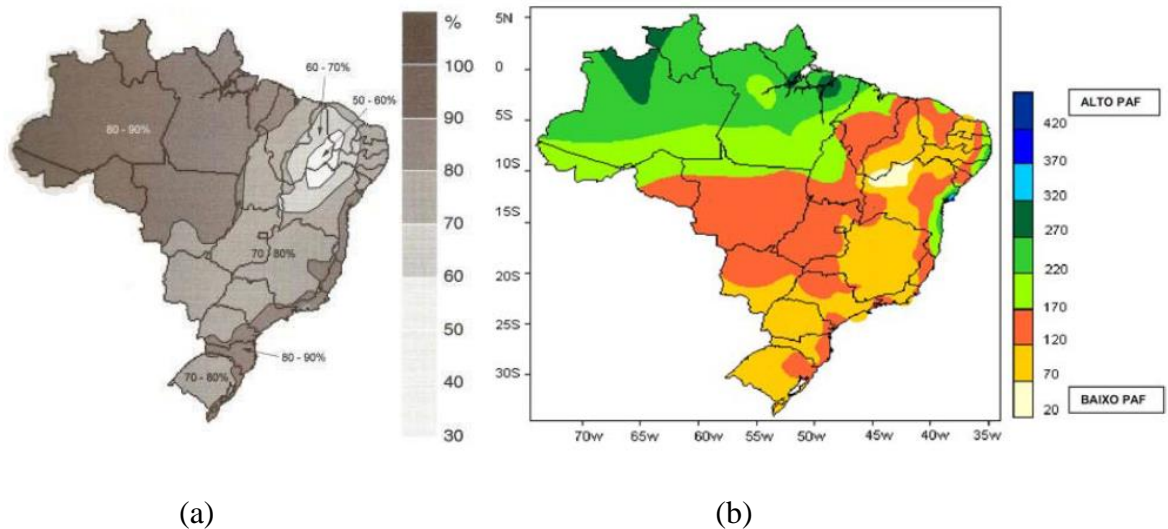 %
100
90
80
70
60
50
40
30
60 - 70%
50 - 60%
80 - 90%
70 - 80%
80 - 90%
70 - 80%
5N
0
5S
10S
15S
20S
25S
30S
70w
65w
60w
55w
50w
45w
40w
35w
ALTO PAF
420
370
320
270
220
170
120
70
20
BAIXO PAF
(a)
(b)